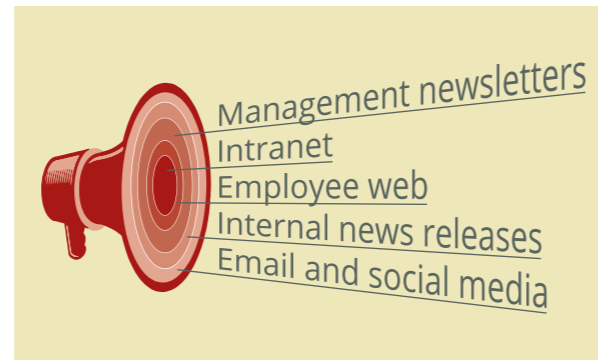 Management newsletters
Intranet
Employee web
Internal news releases
Email and social media